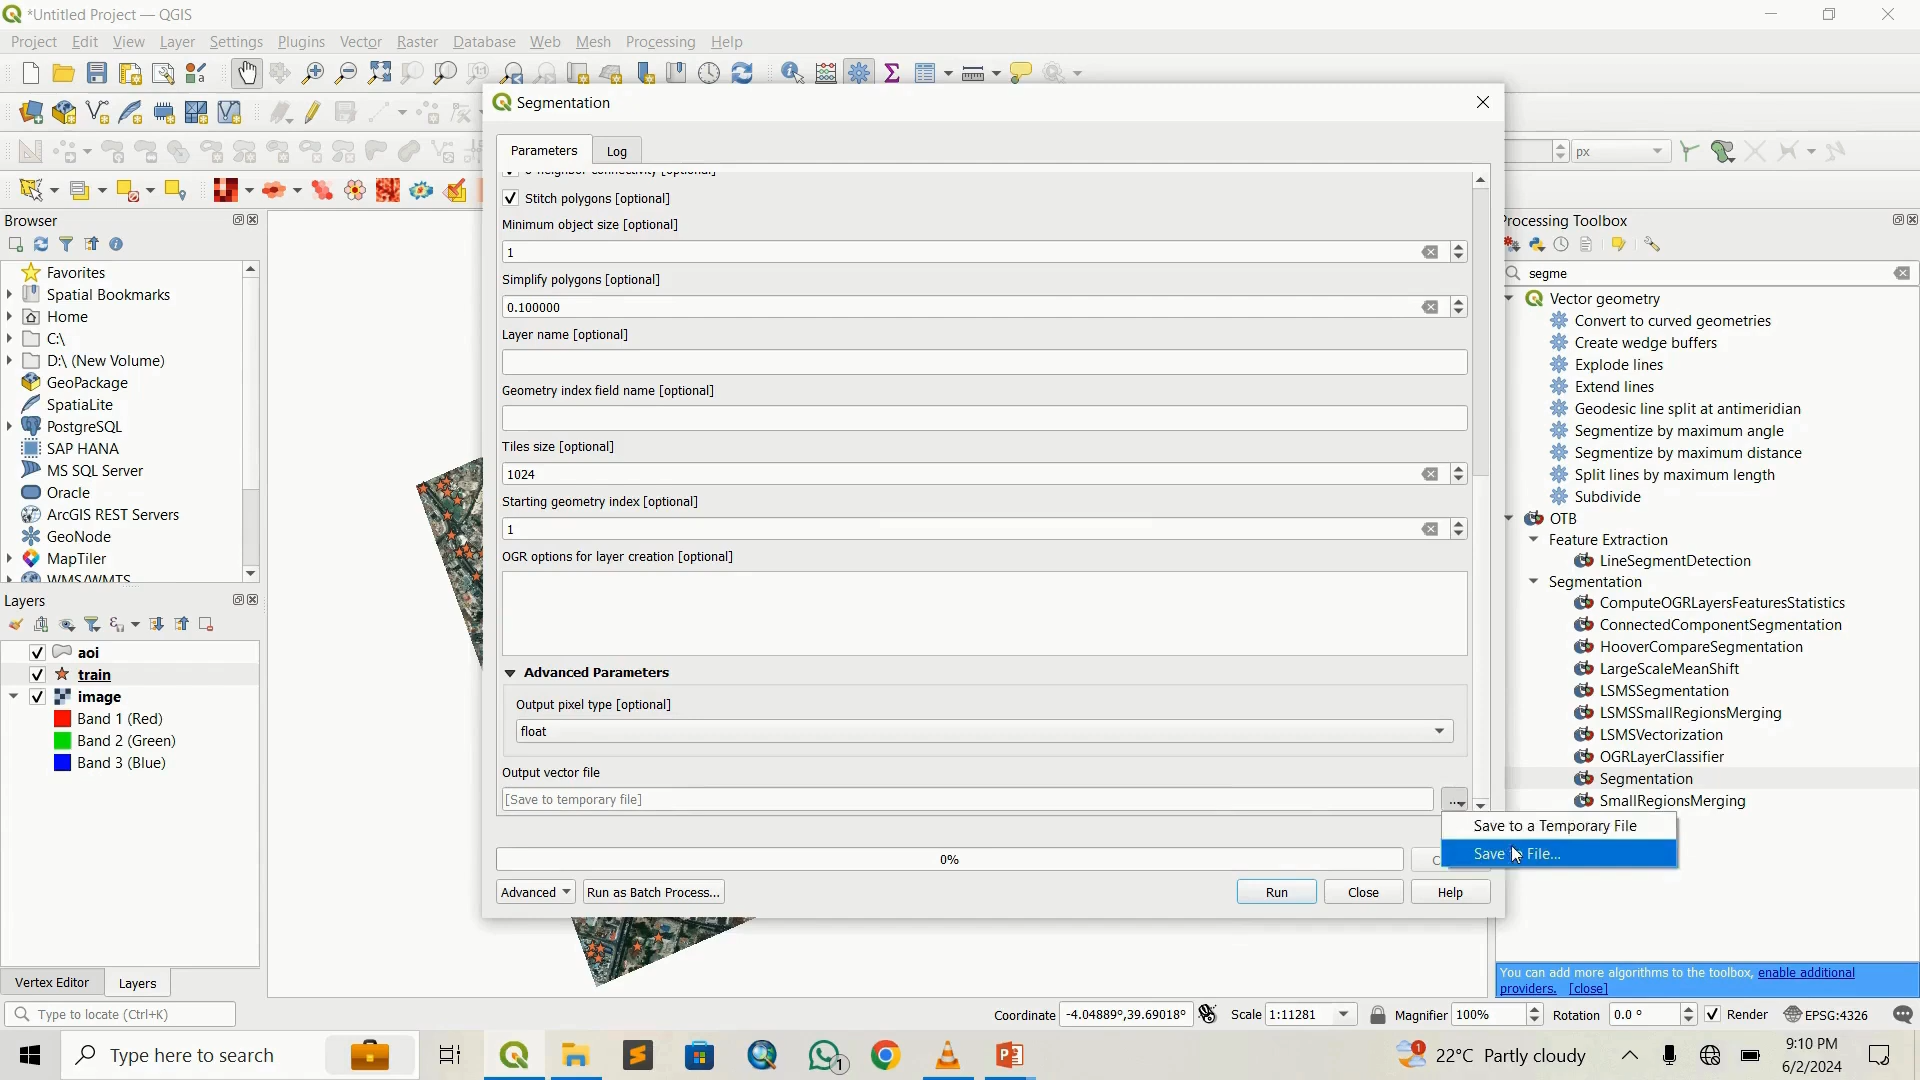 *Untitled Project — QGIS
Project Edit View Layer Settings Plugins Vector Raster Database Web Mesh Processing Help
px
Browser
Favorites
Spatial Bookmarks
Home
C:\
D:\ (New Volume)
GeoPackage
SpatiaLite
PostgreSQL
SAP HANA
MS SQL Server
Oracle
ArcGIS REST Servers
GeoNode
MapTiler
WMS/WMTS
Layers
aoi
train
image
Band 1 (Red)
Band 2 (Green)
Band 3 (Blue)
Vertex Editor Layers
Type to locate (Ctrl+K)
Segmentation
Parameters Log
8-neighbor connectivity [optional]
Stitch polygons [optional]
Minimum object size [optional]
1
Simplify polygons [optional]
0.100000
Layer name [optional]
Geometry index field name [optional]
Tiles size [optional]
1024
Starting geometry index [optional]
1
OGR options for layer creation [optional]
Advanced Parameters
Output pixel type [optional]
float
Output vector file
[Save to temporary file]
...
Save to a Temporary File
Save to File...
0%
Advanced Run as Batch Process... Run Close Help
Processing Toolbox
segme
Vector geometry
Convert to curved geometries
Create wedge buffers
Explode lines
Extend lines
Geodesic line split at antimeridian
Segmentize by maximum angle
Segmentize by maximum distance
Split lines by maximum length
Subdivide
OTB
Feature Extraction
LineSegmentDetection
Segmentation
ComputeOGRLayersFeaturesStatistics
ConnectedComponentSegmentation
HooverCompareSegmentation
LargeScaleMeanShift
LSMSSegmentation
LSMSSmallRegionsMerging
LSMSVectorization
OGRLayerClassifier
Segmentation
SmallRegionsMerging
You can add more algorithms to the toolbox, enable additional
providers. [close]
Coordinate -4.04889°,39.69018° Scale 1:11281 Magnifier 100% Rotation 0.0 ° Render EPSG:4326
Type here to search
1
1
22°C Partly cloudy
9:10 PM
6/2/2024